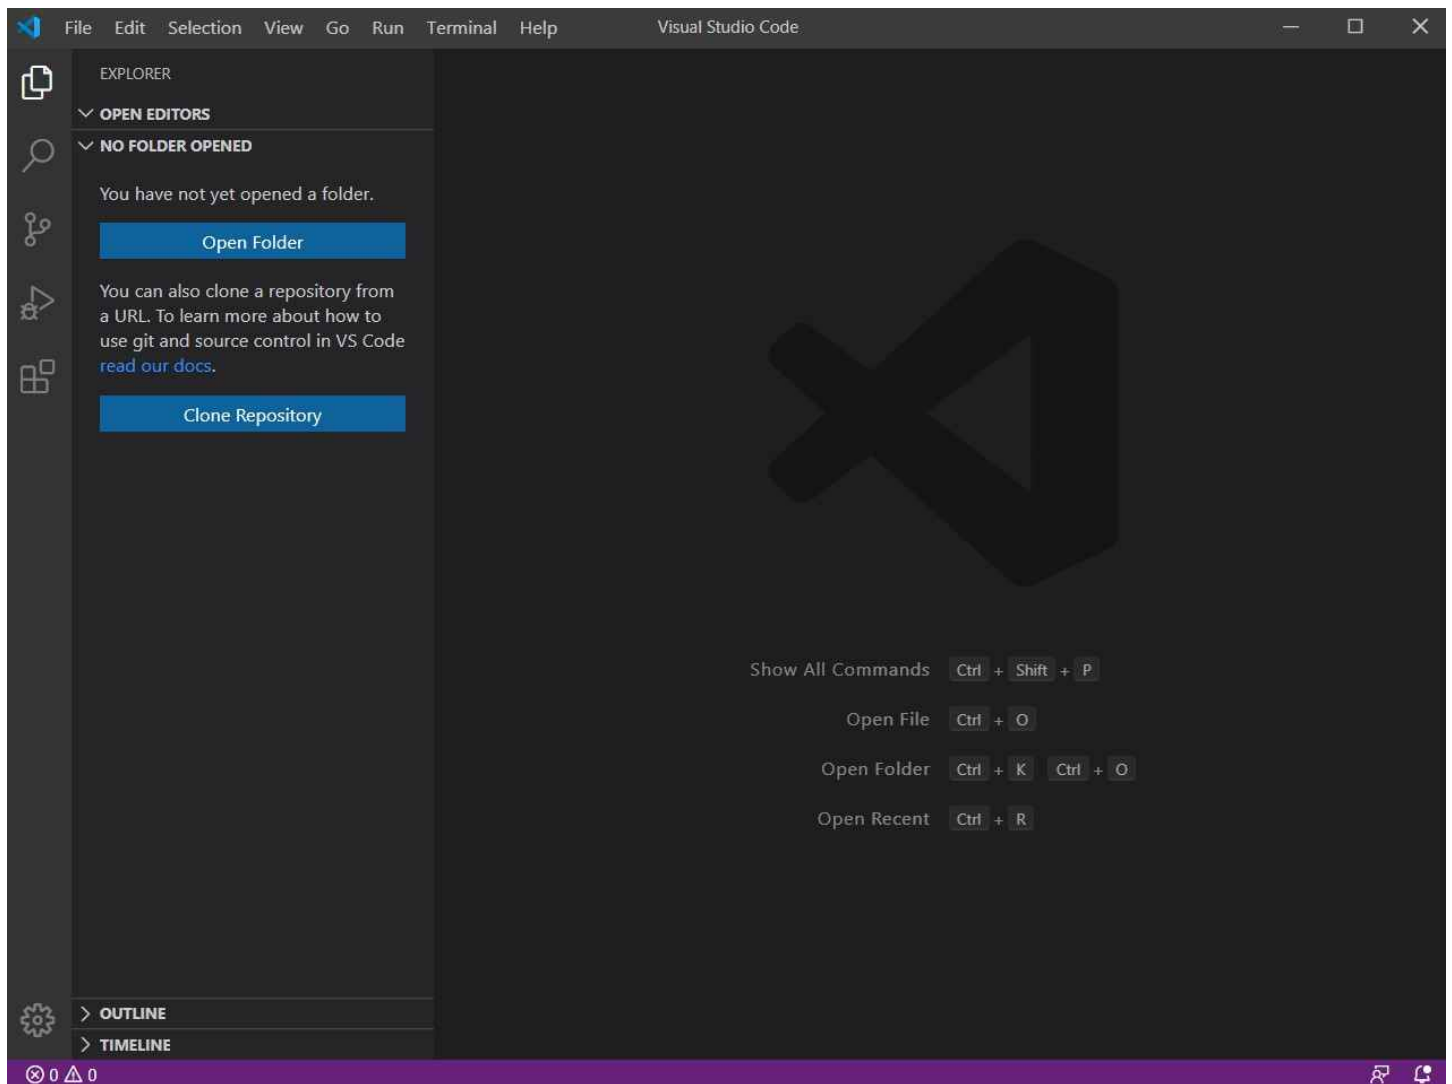 File Edit Selection View Go Run Terminal Help Visual Studio Code
EXPLORER
OPEN EDITORS
NO FOLDER OPENED
You have not yet opened a folder.
Open Folder
You can also clone a repository from
a URL. To learn more about how to
use git and source control in VS Code
read our docs.
Clone Repository
Show All Commands Ctrl + Shift + P
Open File Ctrl + O
Open Folder Ctrl + K Ctrl + O
Open Recent Ctrl + R
OUTLINE
TIMELINE
0 0